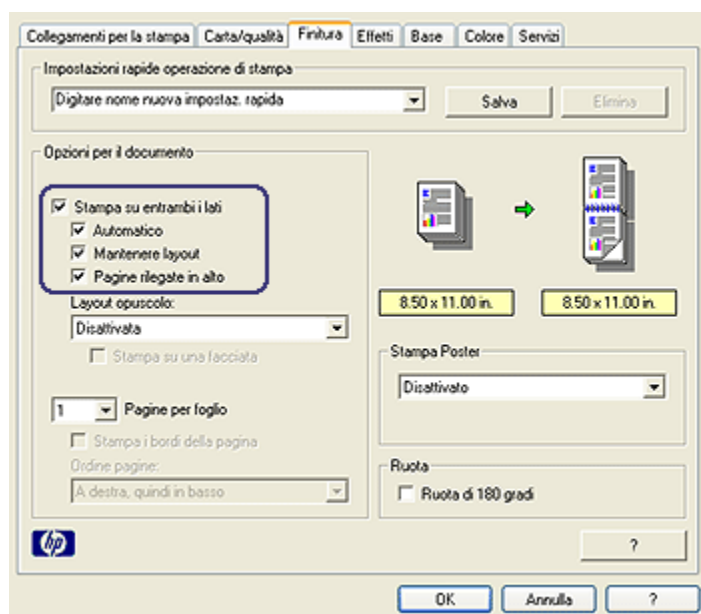 Collegamenti per la stampa Carta/qualità Finitura Effetti Base Colore Servizi
Impostazioni rapide operazione di stampa
Digitare nome nuova impostaz. rapida Salva Elimina
Opzioni per il documento
Stampa su entrambi i lati
Automatico
Mantenere layout
Pagine rilegate in alto
Layout opuscolo:
Disattivata
Stampa su una facciata
1 Pagine per foglio
Stampa i bordi della pagina
Ordine pagine:
A destra, quindi in basso
8.50 x 11.00 in. 8.50 x 11.00 in.
Stampa Poster
Disattivato
Ruota
Ruota di 180 gradi
hp
?
OK Annulla ?